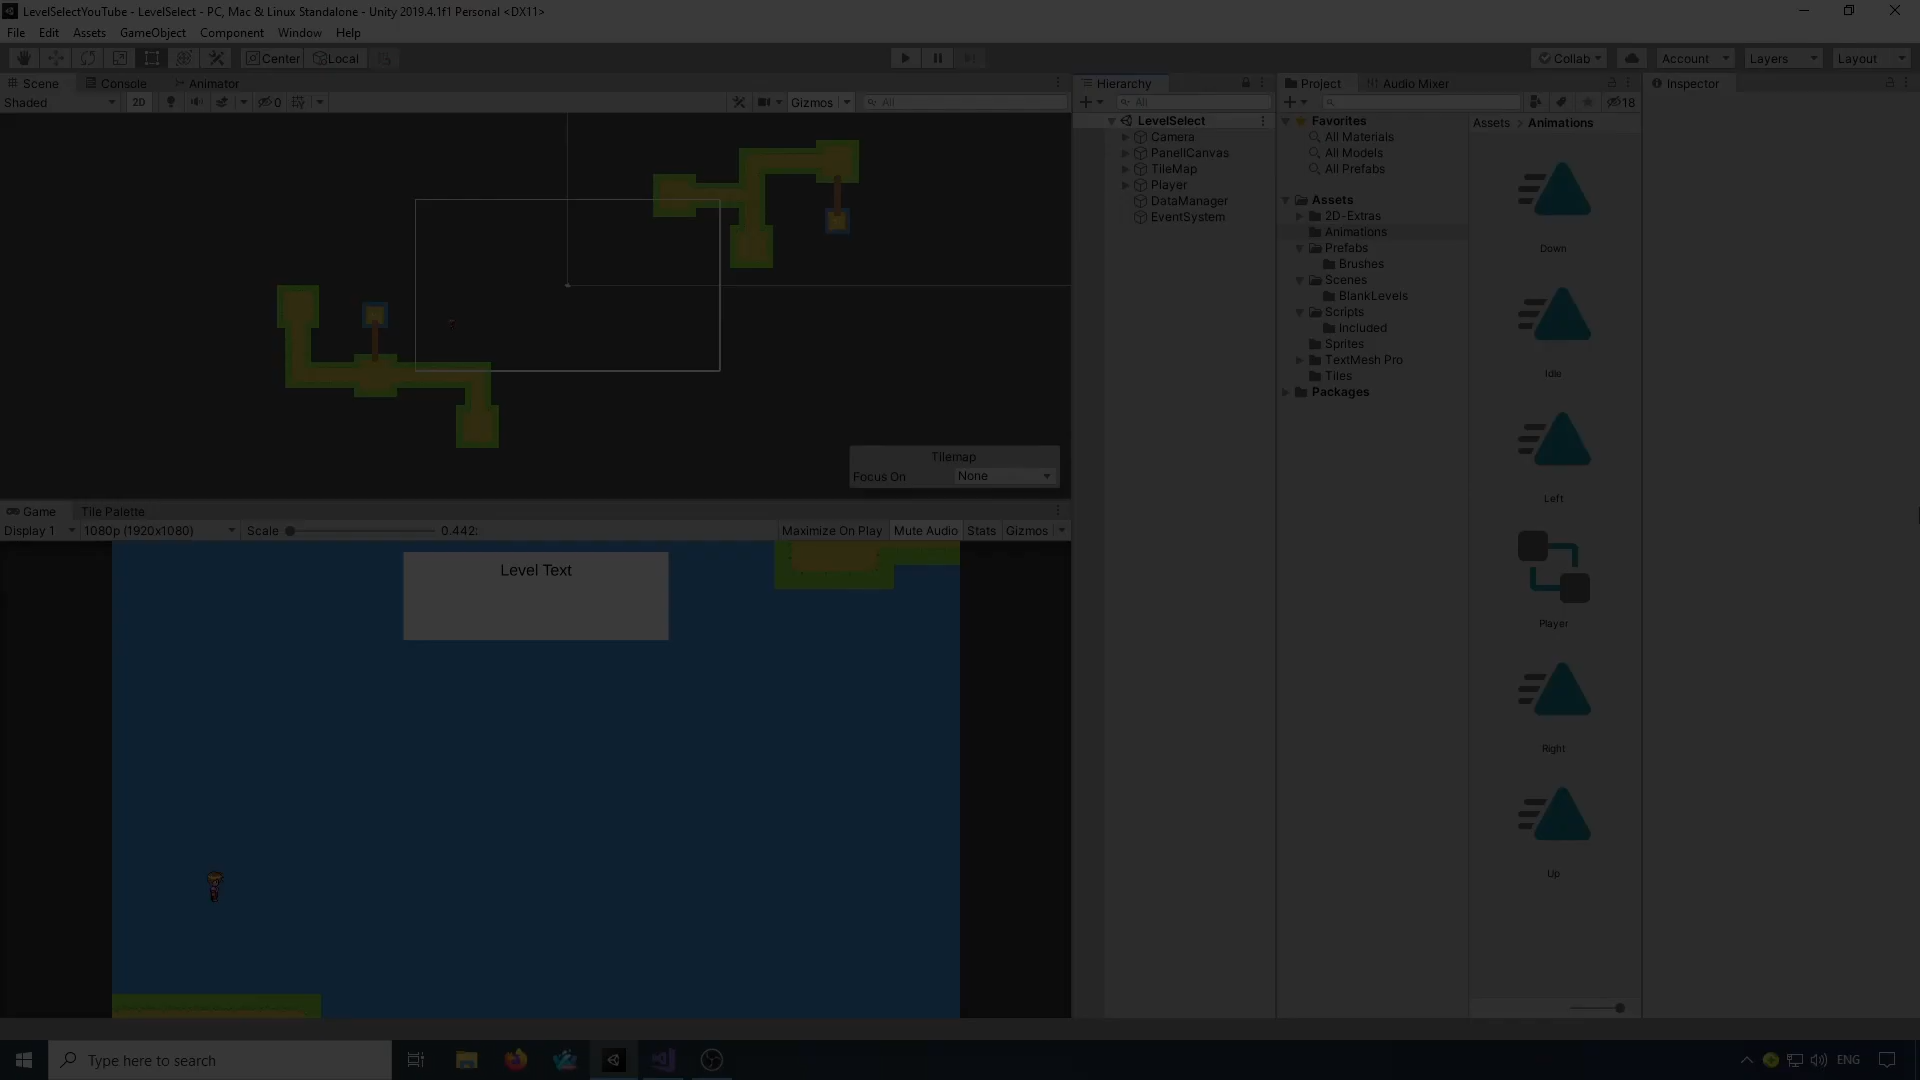 LevelSelectYouTube - LevelSelect - PC, Mac & Linux Standalone - Unity 2019.4.1f1 Personal <DX11>
File Edit Assets GameObject Component Window Help
Center Local
Collab Account Layers Layout
Scene Console Animator
Shaded 2D 0 Gizmos All
Tilemap
Focus On None
Game Tile Palette
Display 1 1080p (1920x1080) Scale 0.442: Maximize On Play Mute Audio Stats Gizmos
Level Text
Hierarchy
All
LevelSelect
Camera
PanellCanvas
TileMap
Player
DataManager
EventSystem
Project Audio Mixer
18
Favorites
All Materials
All Models
All Prefabs
Assets
2D-Extras
Animations
Prefabs
Brushes
Scenes
BlankLevels
Scripts
Included
Sprites
TextMesh Pro
Tiles
Packages
Assets > Animations
Down
Idle
Left
Player
Right
Up
Inspector
Type here to search
ENG